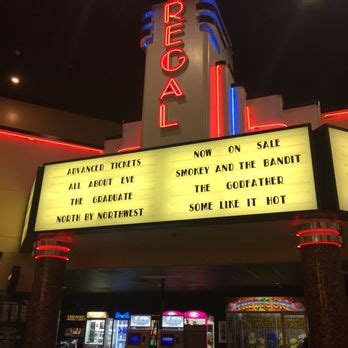 REGAL
ADVANCED TICKETS
ALL ABOUT EVE
THE GRADUATE
NORTH BY NORTHWEST
NOW ON SALE
SMOKEY AND THE BANDIT
THE GODFATHER
SOME LIKE IT HOT